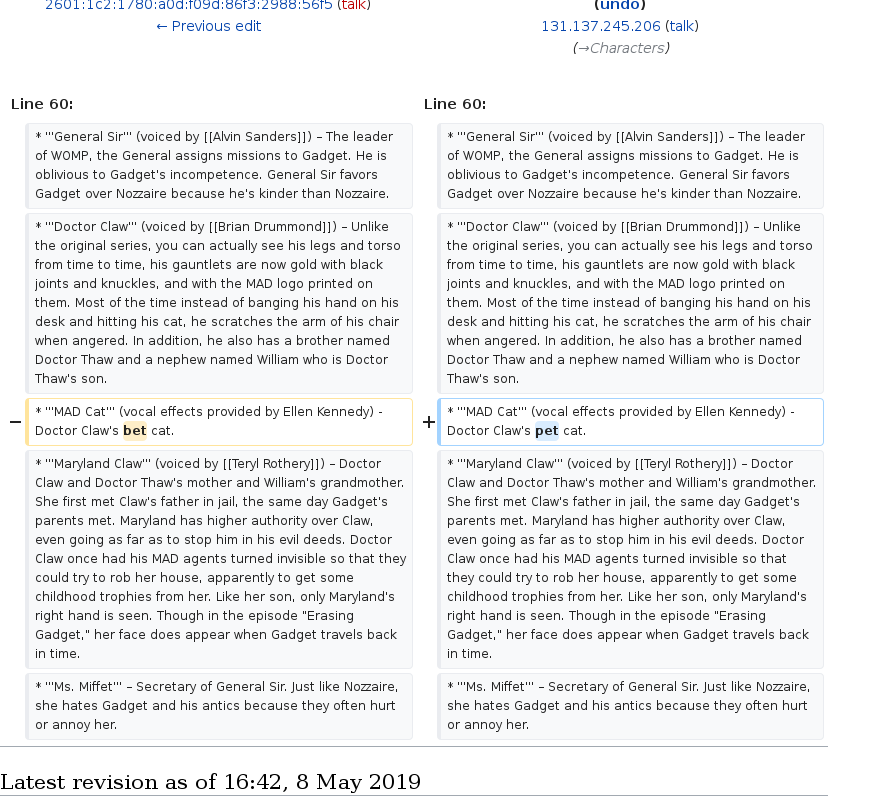 2601:1c2:1780:a0d:f09d:86f3:2988:56f5 (talk)
← Previous edit
(undo)
131.137.245.206 (talk)
(→Characters)
Line 60:
* '''General Sir''' (voiced by [[Alvin Sanders]]) – The leader
of WOMP, the General assigns missions to Gadget. He is
oblivious to Gadget's incompetence. General Sir favors
Gadget over Nozzaire because he's kinder than Nozzaire.
* '''Doctor Claw''' (voiced by [[Brian Drummond]]) – Unlike
the original series, you can actually see his legs and torso
from time to time, his gauntlets are now gold with black
joints and knuckles, and with the MAD logo printed on
them. Most of the time instead of banging his hand on his
desk and hitting his cat, he scratches the arm of his chair
when angered. In addition, he also has a brother named
Doctor Thaw and a nephew named William who is Doctor
Thaw's son.
− * '''MAD Cat''' (vocal effects provided by Ellen Kennedy) -
Doctor Claw's bet cat.
* '''Maryland Claw''' (voiced by [[Teryl Rothery]]) – Doctor
Claw and Doctor Thaw's mother and William's grandmother.
She first met Claw's father in jail, the same day Gadget's
parents met. Maryland has higher authority over Claw,
even going as far as to stop him in his evil deeds. Doctor
Claw once had his MAD agents turned invisible so that they
could try to rob her house, apparently to get some
childhood trophies from her. Like her son, only Maryland's
right hand is seen. Though in the episode "Erasing
Gadget," her face does appear when Gadget travels back
in time.
* '''Ms. Miffet''' – Secretary of General Sir. Just like Nozzaire,
she hates Gadget and his antics because they often hurt
or annoy her.
Line 60:
* '''General Sir''' (voiced by [[Alvin Sanders]]) – The leader
of WOMP, the General assigns missions to Gadget. He is
oblivious to Gadget's incompetence. General Sir favors
Gadget over Nozzaire because he's kinder than Nozzaire.
* '''Doctor Claw''' (voiced by [[Brian Drummond]]) – Unlike
the original series, you can actually see his legs and torso
from time to time, his gauntlets are now gold with black
joints and knuckles, and with the MAD logo printed on
them. Most of the time instead of banging his hand on his
desk and hitting his cat, he scratches the arm of his chair
when angered. In addition, he also has a brother named
Doctor Thaw and a nephew named William who is Doctor
Thaw's son.
+ * '''MAD Cat''' (vocal effects provided by Ellen Kennedy) -
Doctor Claw's pet cat.
* '''Maryland Claw''' (voiced by [[Teryl Rothery]]) – Doctor
Claw and Doctor Thaw's mother and William's grandmother.
She first met Claw's father in jail, the same day Gadget's
parents met. Maryland has higher authority over Claw,
even going as far as to stop him in his evil deeds. Doctor
Claw once had his MAD agents turned invisible so that
they could try to rob her house, apparently to get some
childhood trophies from her. Like her son, only Maryland's
right hand is seen. Though in the episode "Erasing
Gadget," her face does appear when Gadget travels back
in time.
* '''Ms. Miffet''' – Secretary of General Sir. Just like Nozzaire,
she hates Gadget and his antics because they often hurt
or annoy her.
Latest revision as of 16:42, 8 May 2019